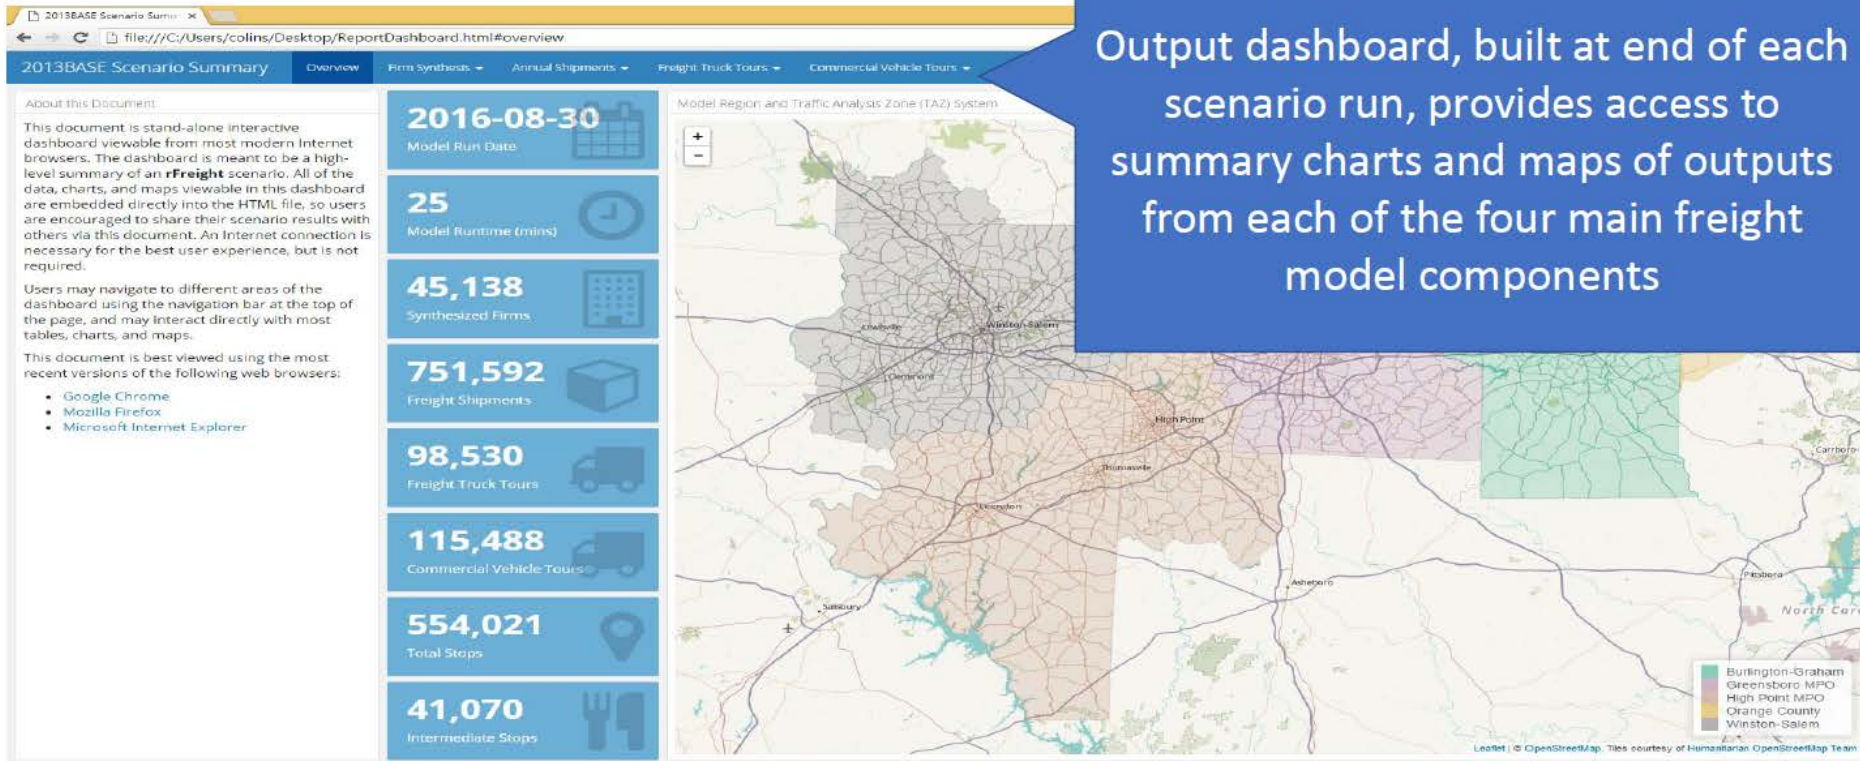 2013BASE Scenario Summ
file:///C:/Users/colins/Desktop/ReportDashboard.html#overview
2013BASE Scenario Summary
Overview
Firm Synthesis
Annual Shipments
Freight Truck Tours
Commercial Vehicle Tours
Output dashboard, built at end of each
scenario run, provides access to
summary charts and maps of outputs
from each of the four main freight
model components
About this Document
This document is stand-alone interactive
dashboard viewable from most modern Internet
browsers. The dashboard is meant to be a high-
level summary of an rFreight scenario. All of the
data, charts, and maps viewable in this dashboard
are embedded directly into the HTML file, so users
are encouraged to share their scenario results with
others via this document. An Internet connection is
necessary for the best user experience, but is not
required.
Users may navigate to different areas of the
dashboard using the navigation bar at the top of
the page, and may interact directly with most
tables, charts, and maps.
This document is best viewed using the most
recent versions of the following web browsers:
• Google Chrome
• Mozilla Firefox
• Microsoft Internet Explorer
2016-08-30
Model Run Date
25
Model Runtime (mins)
45,138
Synthesized Firms
751,592
Freight Shipments
98,530
Freight Truck Tours
115,488
Commercial Vehicle Tours
554,021
Total Stops
41,070
Intermediate Stops
Model Region and Traffic Analysis Zone (TAZ) System
+
−
Lewisville
Winston-Salem
Clemmons
High Point
Thomasville
Lexington
Carrboro
Asheboro
Pittsboro
Salisbury
North Car
Burlington-Graham
Greensboro MPO
High Point MPO
Orange County
Winston-Salem
Leaflet | © OpenStreetMap. Tiles courtesy of Humanitarian OpenStreetMap Team